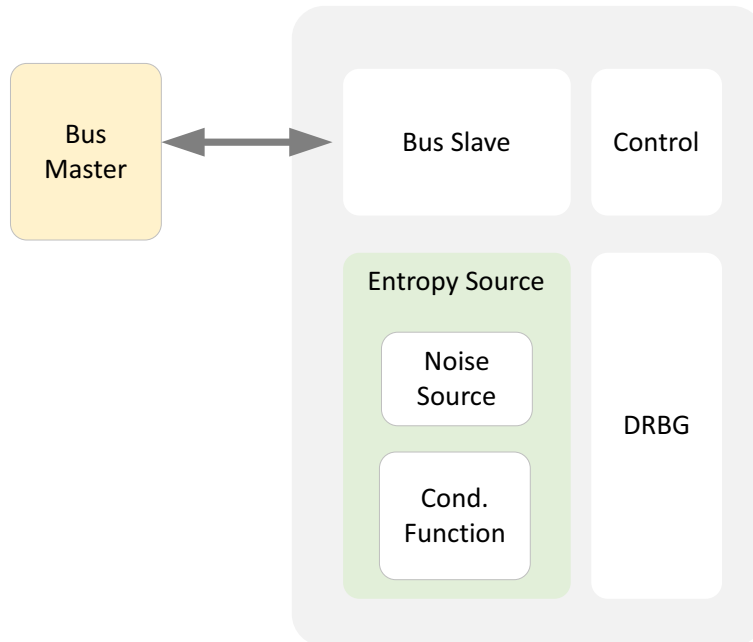 Bus
Master
Bus Slave
Control
Entropy Source
Noise
Source
Cond.
Function
DRBG